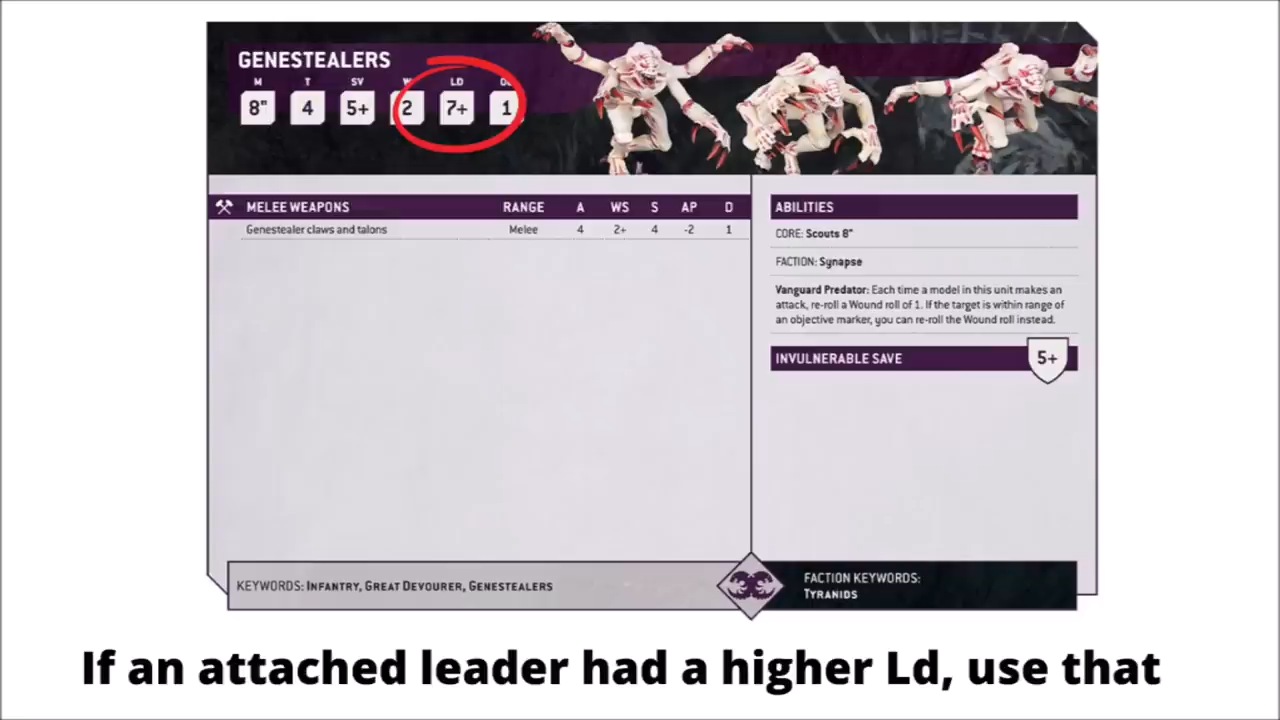 GENESTEALERS
M T SV W LD OC
8" 4 5+ 2 7+ 1
MELEE WEAPONS RANGE A WS S AP D
Genestealer claws and talons Melee 4 2+ 4 -2 1
ABILITIES
CORE: Scouts 8"
FACTION: Synapse
Vanguard Predator: Each time a model in this unit makes an
attack, re-roll a Wound roll of 1. If the target is within range of
an objective marker, you can re-roll the Wound roll instead.
INVULNERABLE SAVE 5+
KEYWORDS: INFANTRY, GREAT DEVOURER, GENESTEALERS
FACTION KEYWORDS:
TYRANIDS
If an attached leader had a higher Ld, use that